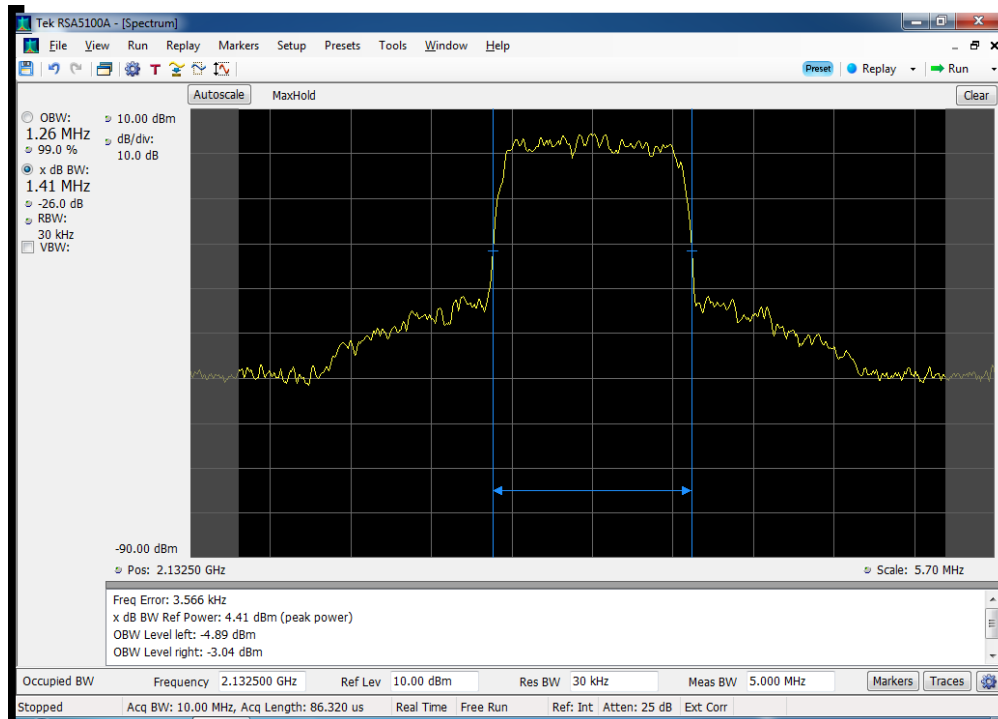 Tek RSA5100A - [Spectrum]
File View Run Replay Markers Setup Presets Tools Window Help
T Preset Replay Run
Autoscale MaxHold Clear
OBW:
1.26 MHz
99.0 %
x dB BW:
1.41 MHz
-26.0 dB
RBW:
30 kHz
VBW:
10.00 dBm
dB/div:
10.0 dB
-90.00 dBm
Pos: 2.13250 GHz Scale: 5.70 MHz
Freq Error: 3.566 kHz
x dB BW Ref Power: 4.41 dBm (peak power)
OBW Level left: -4.89 dBm
OBW Level right: -3.04 dBm
Occupied BW Frequency 2.132500 GHz Ref Lev 10.00 dBm Res BW 30 kHz Meas BW 5.000 MHz Markers Traces
Stopped Acq BW: 10.00 MHz, Acq Length: 86.320 us Real Time Free Run Ref: Int Atten: 25 dB Ext Corr